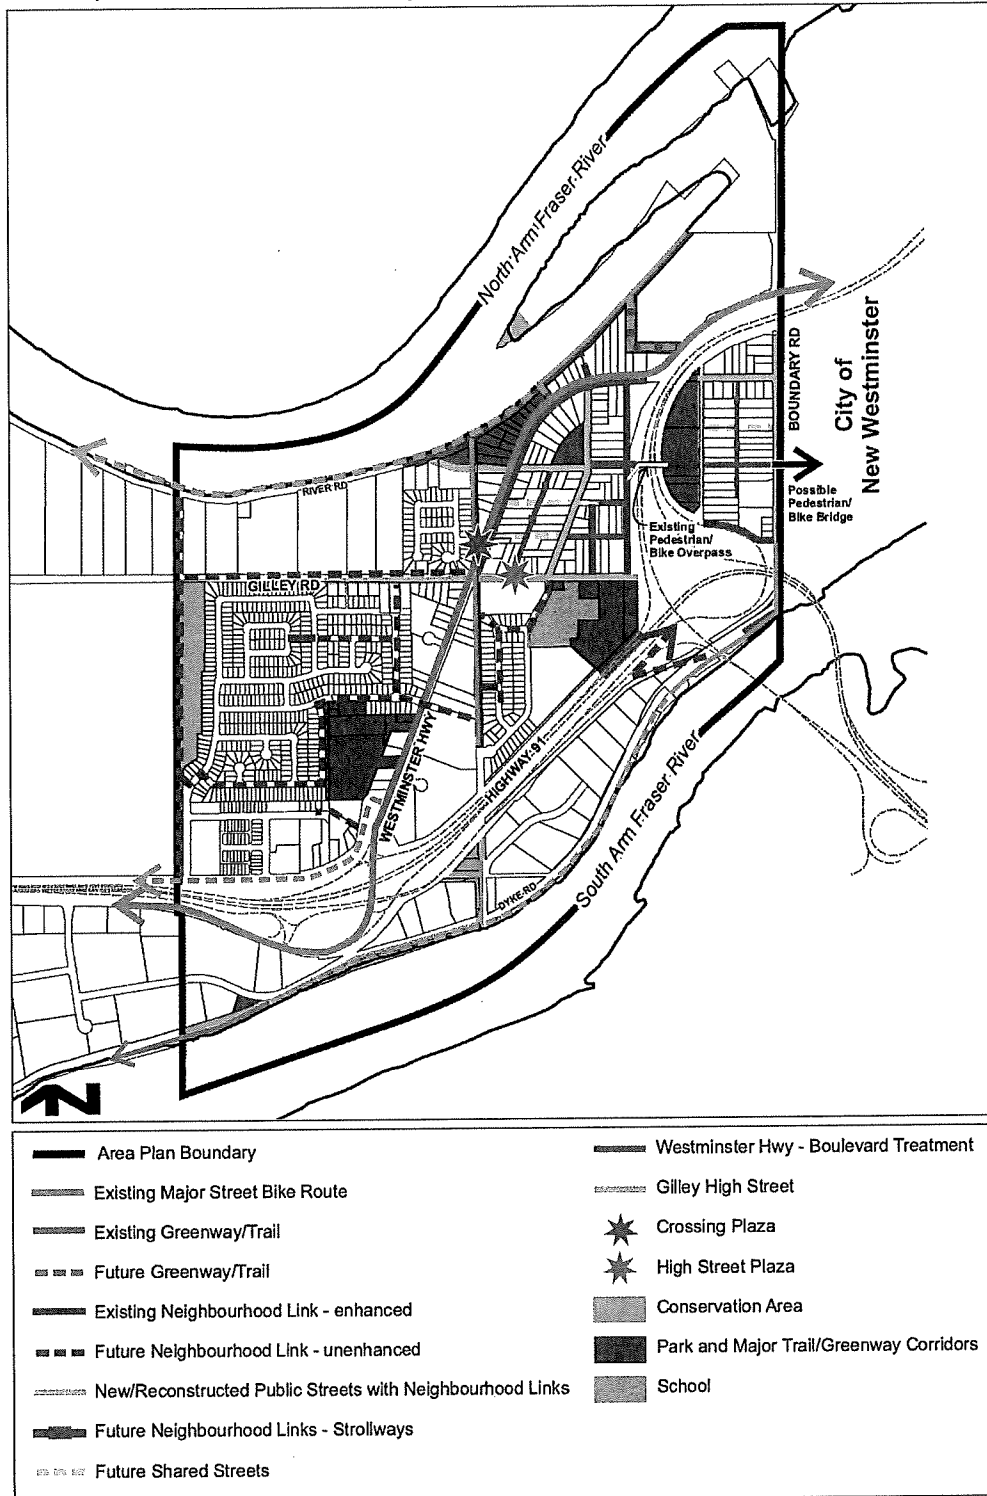 North Arm Fraser River
BOUNDARY RD
City of
New Westminster
Possible
Pedestrian/
Bike Bridge
Existing
Pedestrian/
Bike Overpass
RIVER RD
GILLEY RD
WESTMINSTER HWY
HIGHWAY 91
South Arm Fraser River
DYKE RD
N
Area Plan Boundary
Existing Major Street Bike Route
Existing Greenway/Trail
Future Greenway/Trail
Existing Neighbourhood Link - enhanced
Future Neighbourhood Link - unenhanced
New/Reconstructed Public Streets with Neighbourhood Links
Future Neighbourhood Links - Strollways
Future Shared Streets
Westminster Hwy - Boulevard Treatment
Gilley High Street
Crossing Plaza
High Street Plaza
Conservation Area
Park and Major Trail/Greenway Corridors
School